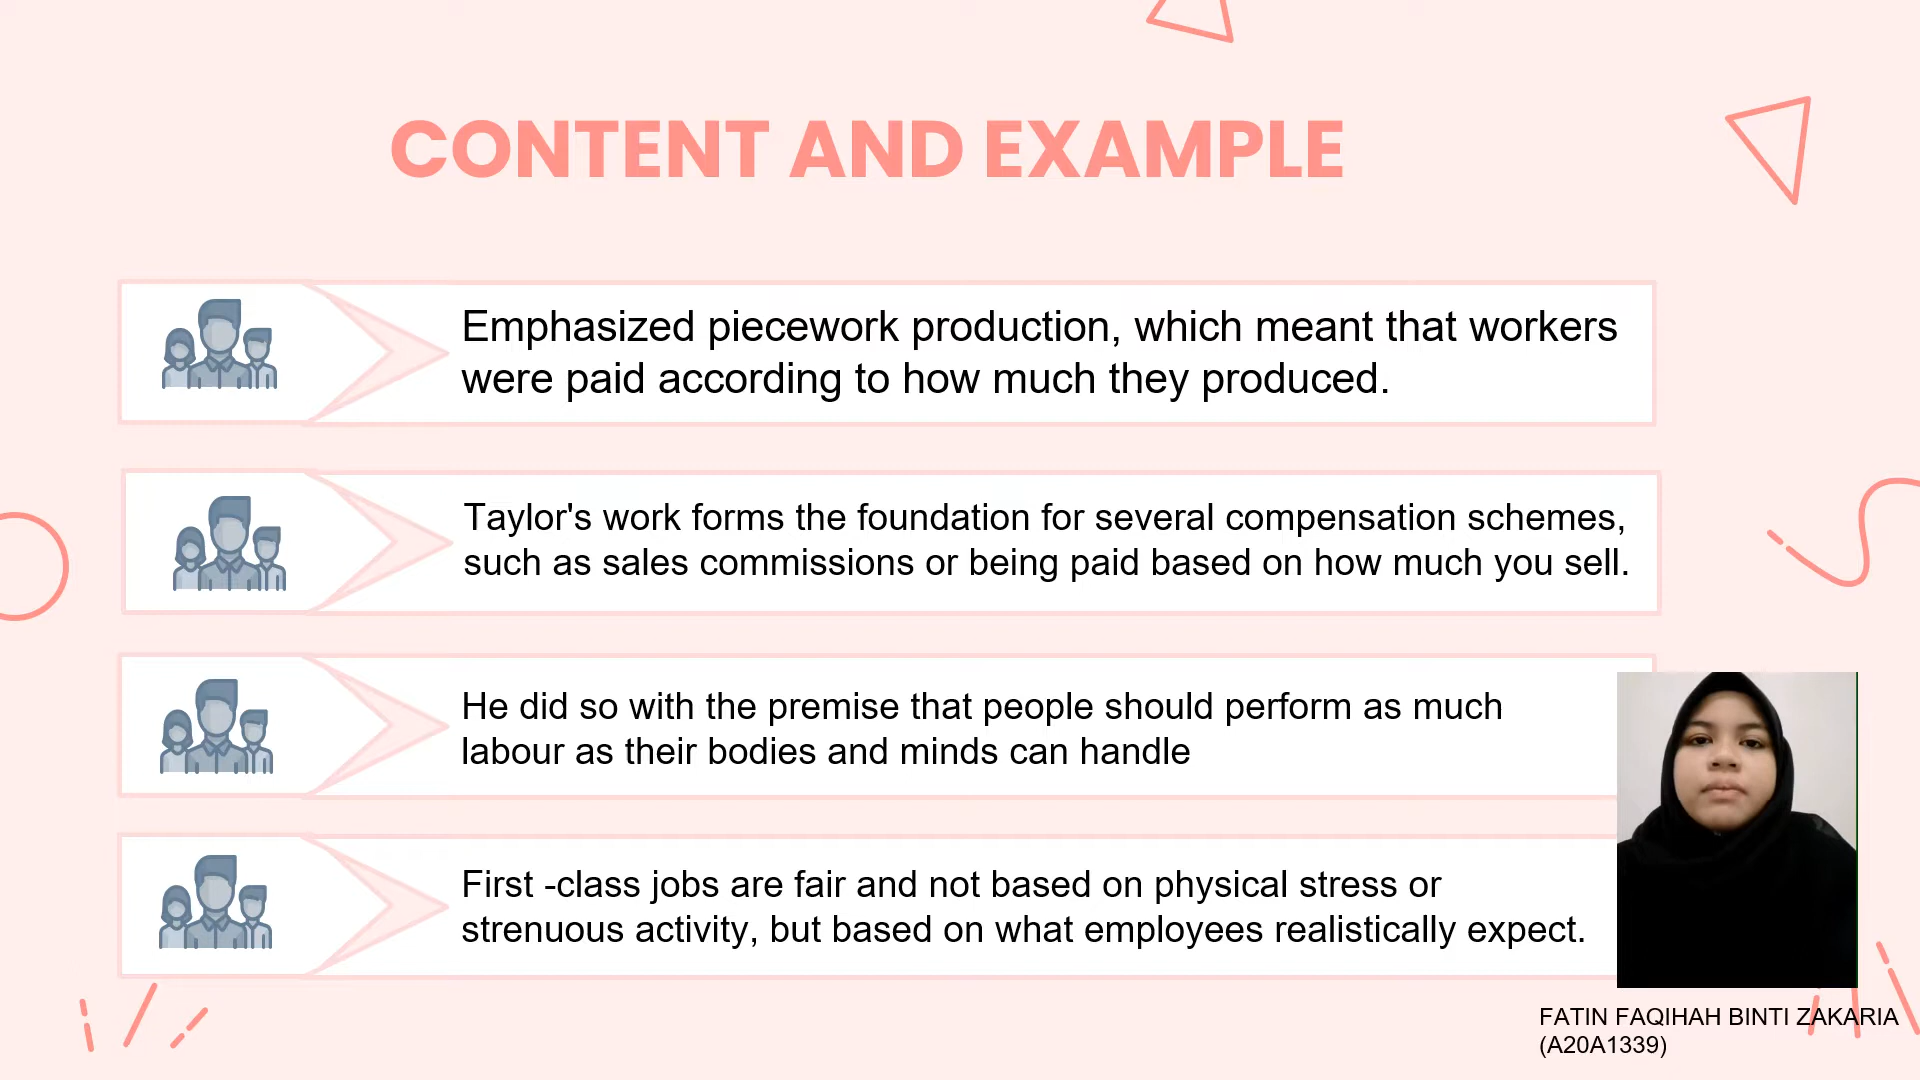 CONTENT AND EXAMPLE
Emphasized piecework production, which meant that workers
were paid according to how much they produced.
Taylor's work forms the foundation for several compensation schemes,
such as sales commissions or being paid based on how much you sell.
He did so with the premise that people should perform as much
labour as their bodies and minds can handle
First -class jobs are fair and not based on physical stress or
strenuous activity, but based on what employees realistically expect.
FATIN FAQIHAH BINTI ZAKARIA
(A20A1339)